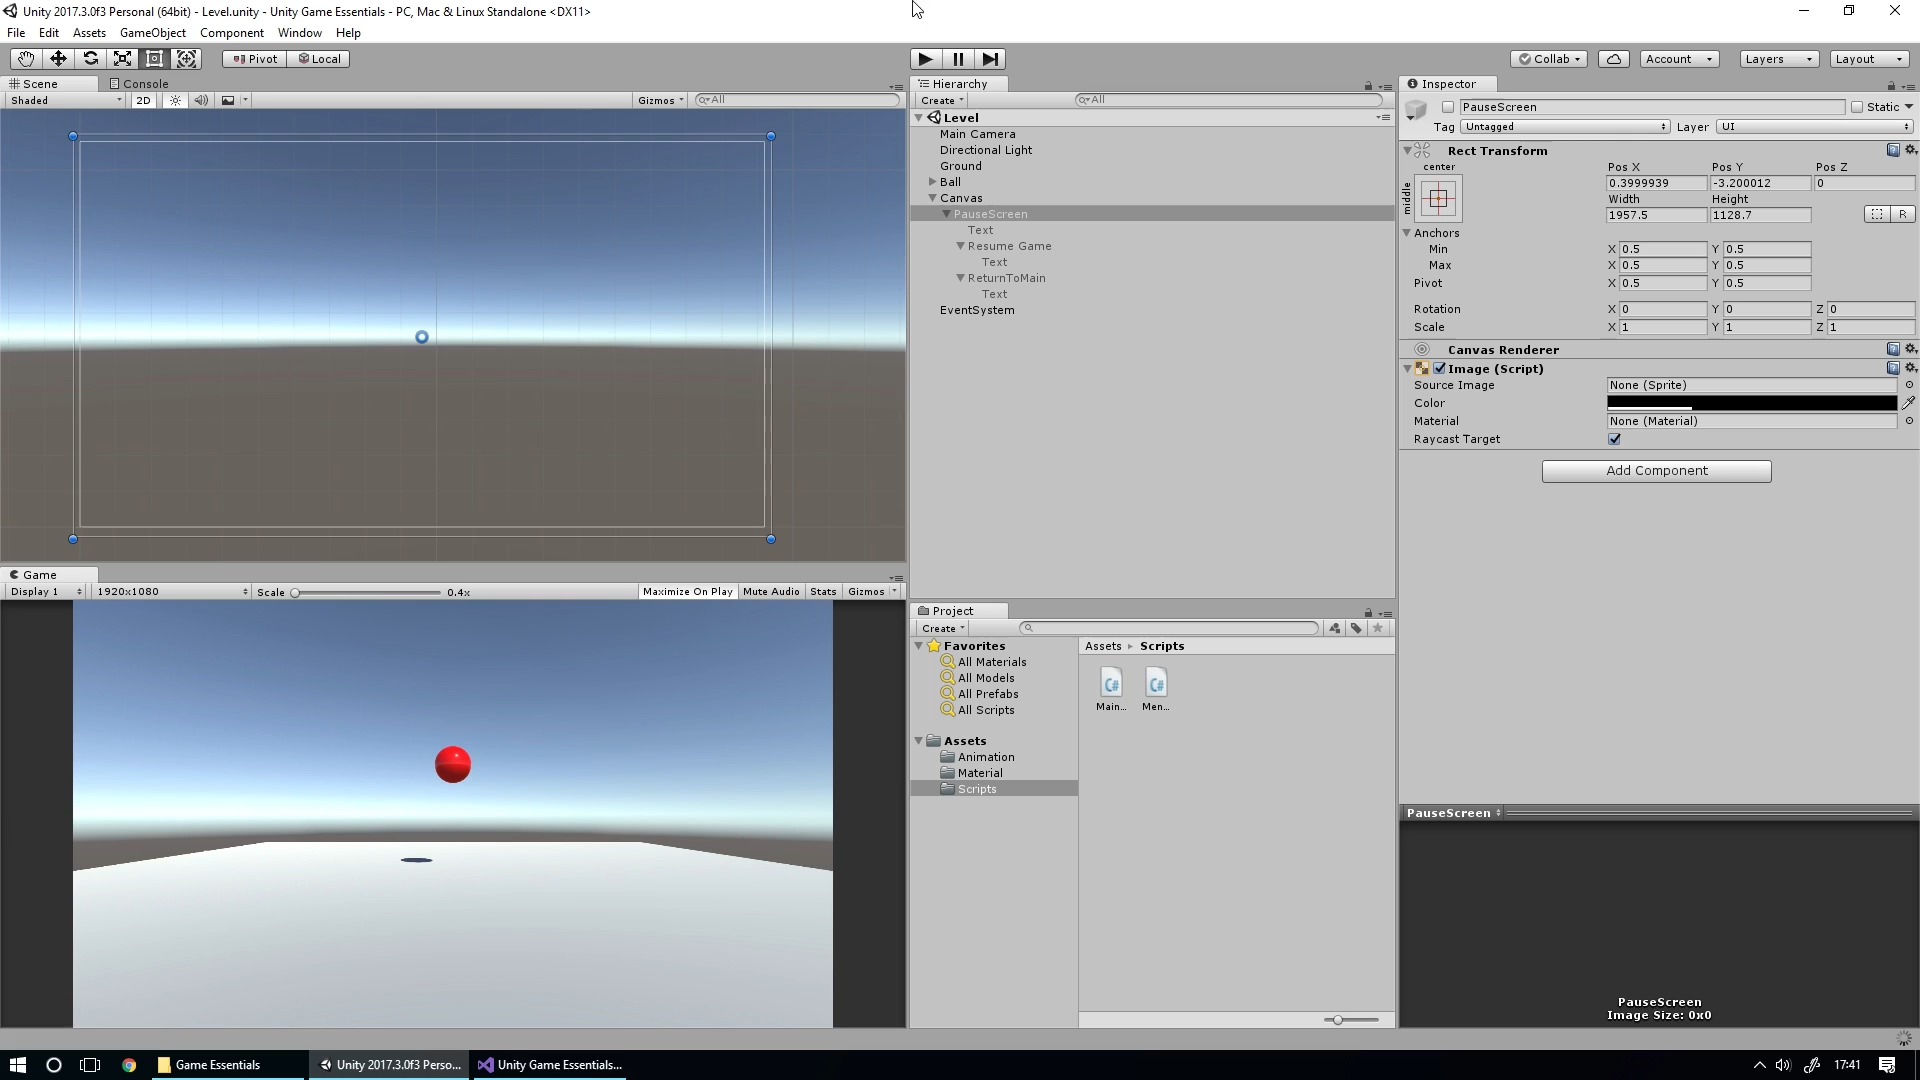 Unity 2017.3.0f3 Personal (64bit) - Level.unity - Unity Game Essentials - PC, Mac & Linux Standalone <DX11>
File Edit Assets GameObject Component Window Help
Pivot Local Collab Account Layers Layout
Scene Console
Shaded 2D Gizmos All
Hierarchy
Create All
Level
Main Camera
Directional Light
Ground
Ball
Canvas
PauseScreen
Text
Resume Game
Text
ReturnToMain
Text
EventSystem
Inspector
PauseScreen Static
Tag Untagged Layer UI
Rect Transform
center
middle
Pos X Pos Y Pos Z
0.3999939 -3.200012 0
Width Height
1957.5 1128.7 R
Anchors
Min X 0.5 Y 0.5
Max X 0.5 Y 0.5
Pivot X 0.5 Y 0.5
Rotation X 0 Y 0 Z 0
Scale X 1 Y 1 Z 1
Canvas Renderer
Image (Script)
Source Image None (Sprite)
Color
Material None (Material)
Raycast Target
Add Component
Game
Display 1 1920x1080 Scale 0.4x Maximize On Play Mute Audio Stats Gizmos
Project
Create
Favorites
All Materials
All Models
All Prefabs
All Scripts
Assets
Animation
Material
Scripts
Assets Scripts
C# C#
Main... Men...
PauseScreen
PauseScreen
Image Size: 0x0
Game Essentials Unity 2017.3.0f3 Perso... Unity Game Essentials... 17:41